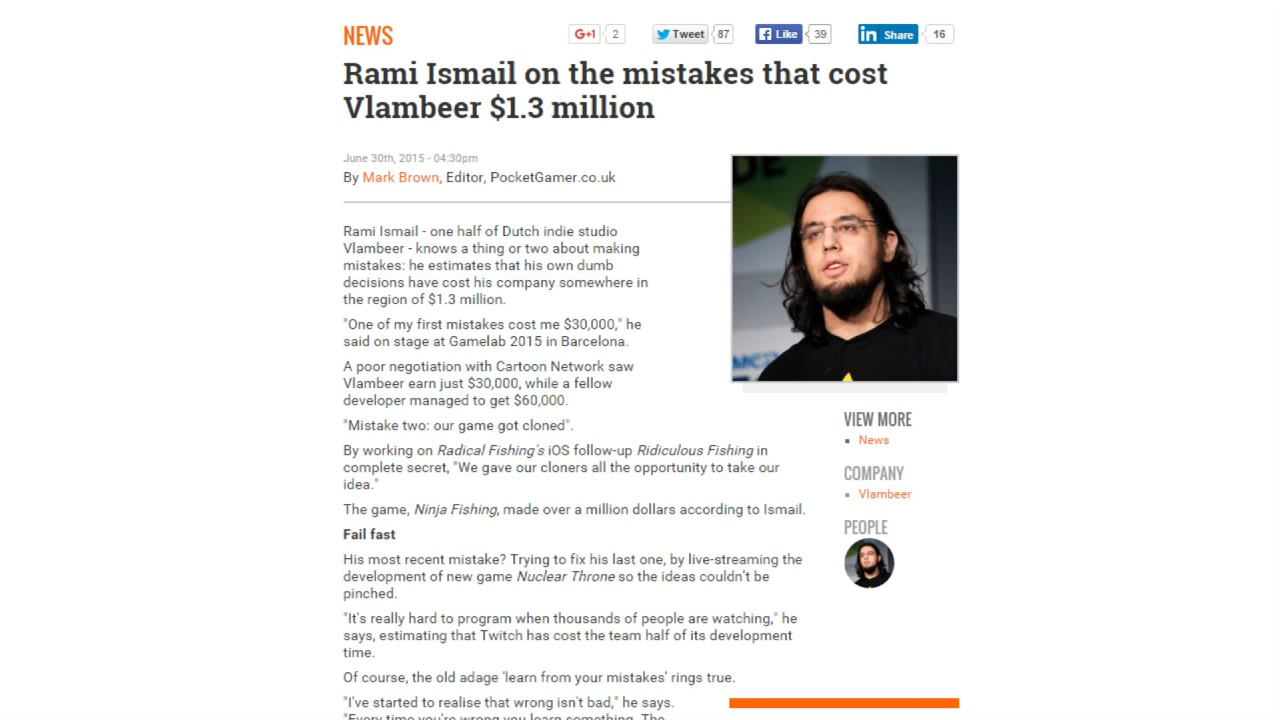 NEWS
G+1 2
Tweet 87
Like 39
in Share 16
Rami Ismail on the mistakes that cost
Vlambeer $1.3 million
June 30th, 2015 - 04:30pm
By Mark Brown, Editor, PocketGamer.co.uk
Rami Ismail - one half of Dutch indie studio
Vlambeer - knows a thing or two about making
mistakes: he estimates that his own dumb
decisions have cost his company somewhere in
the region of $1.3 million.
"One of my first mistakes cost me $30,000," he
said on stage at Gamelab 2015 in Barcelona.
A poor negotiation with Cartoon Network saw
Vlambeer earn just $30,000, while a fellow
developer managed to get $60,000.
"Mistake two: our game got cloned".
By working on Radical Fishing's iOS follow-up Ridiculous Fishing in
complete secret, "We gave our cloners all the opportunity to take our
idea."
The game, Ninja Fishing, made over a million dollars according to Ismail.
Fail fast
His most recent mistake? Trying to fix his last one, by live-streaming the
development of new game Nuclear Throne so the ideas couldn't be
pinched.
"It's really hard to program when thousands of people are watching," he
says, estimating that Twitch has cost the team half of its development
time.
Of course, the old adage 'learn from your mistakes' rings true.
"I've started to realise that wrong isn't bad," he says.
"Every time you're wrong you learn something. The
VIEW MORE
News
COMPANY
Vlambeer
PEOPLE